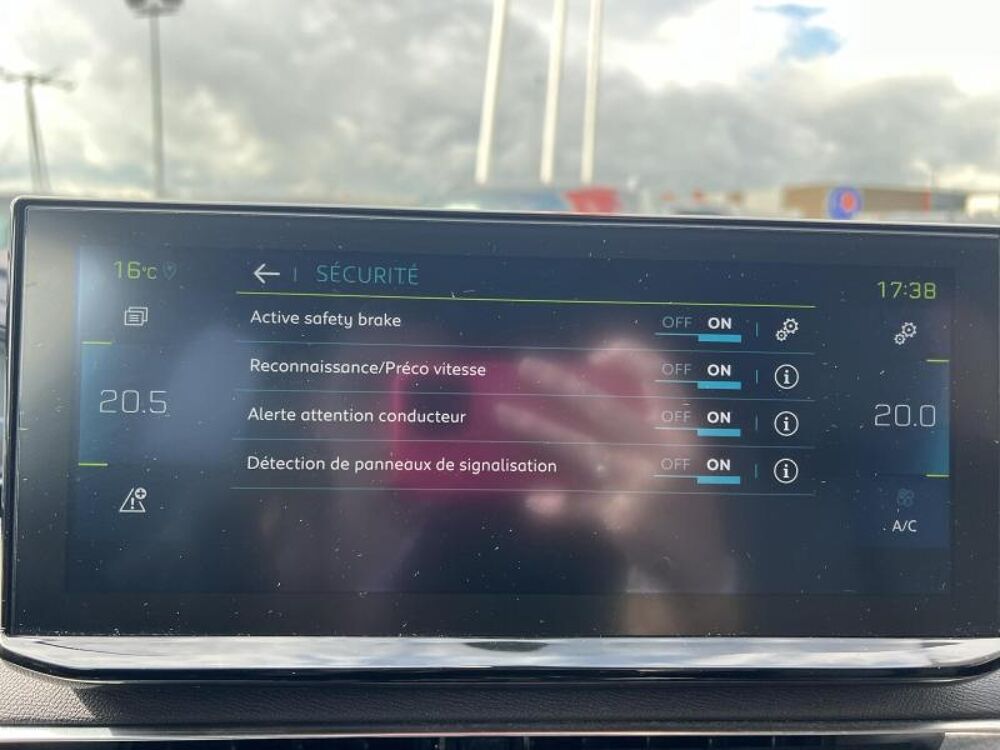 16°C
SÉCURITÉ
17:38
Active safety brake OFF ON
Reconnaissance/Préco vitesse OFF ON
20.5
20.0
Alerte attention conducteur OFF ON
Détection de panneaux de signalisation OFF ON
A/C